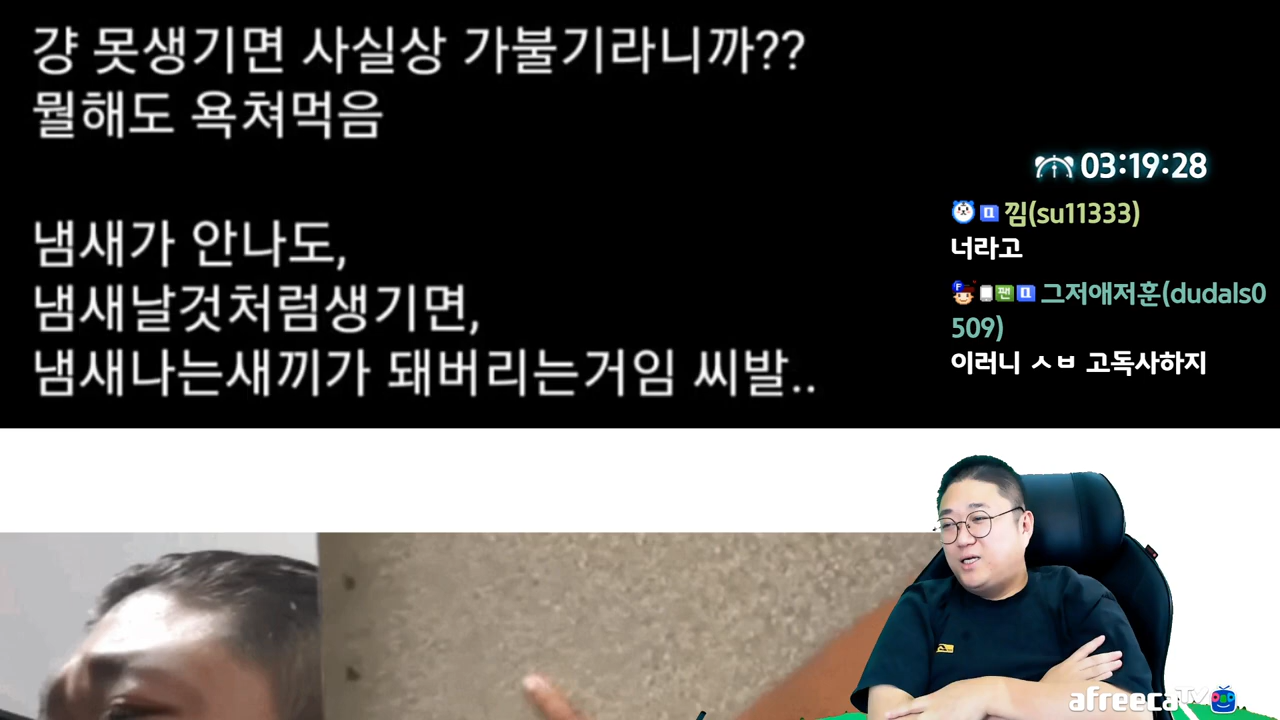 걍 못생기면 사실상 가불기라니까??
뭘해도 욕쳐먹음
냄새가 안나도,
냄새날것처럼생기면,
냄새나는새끼가 돼버리는거임 씨발..
03:19:28
낌(su11333)
너라고
F 팬 그저애저훈(dudals0
509)
이러니 ㅅㅂ 고독사하지
afreecaTV